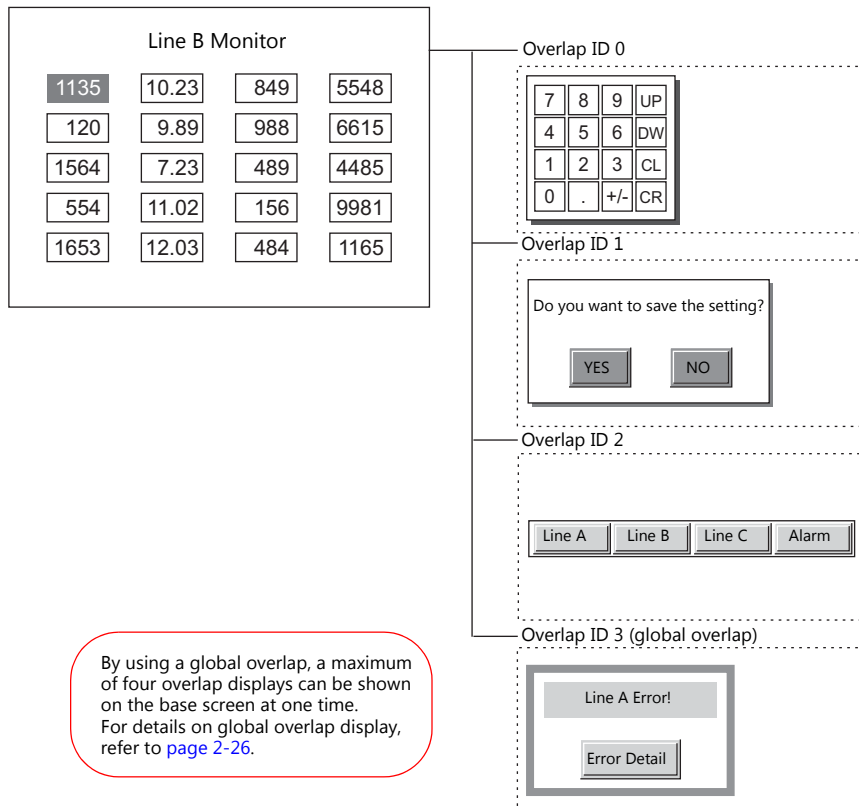 Line B Monitor
1135 10.23 849 5548
120 9.89 988 6615
1564 7.23 489 4485
554 11.02 156 9981
1653 12.03 484 1165
Overlap ID 0
7 8 9 UP
4 5 6 DW
1 2 3 CL
0 . +/- CR
Overlap ID 1
Do you want to save the setting?
YES NO
Overlap ID 2
Line A Line B Line C Alarm
Overlap ID 3 (global overlap)
Line A Error!
Error Detail
By using a global overlap, a maximum
of four overlap displays can be shown
on the base screen at one time.
For details on global overlap display,
refer to page 2-26.